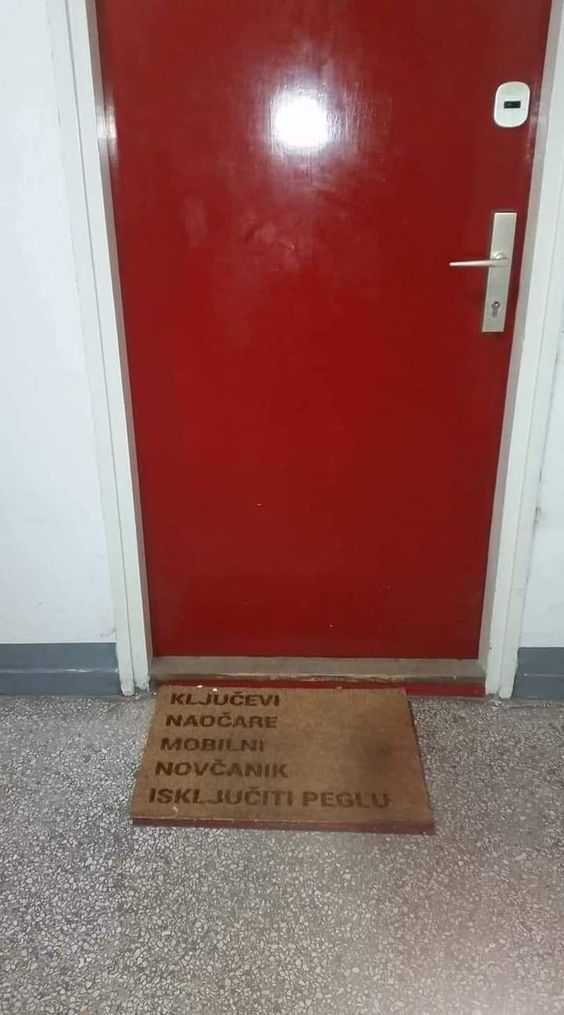 KLJUČEVI
NAOČARE
MOBILNI
NOVČANIK
ISKLJUČITI PEGLU